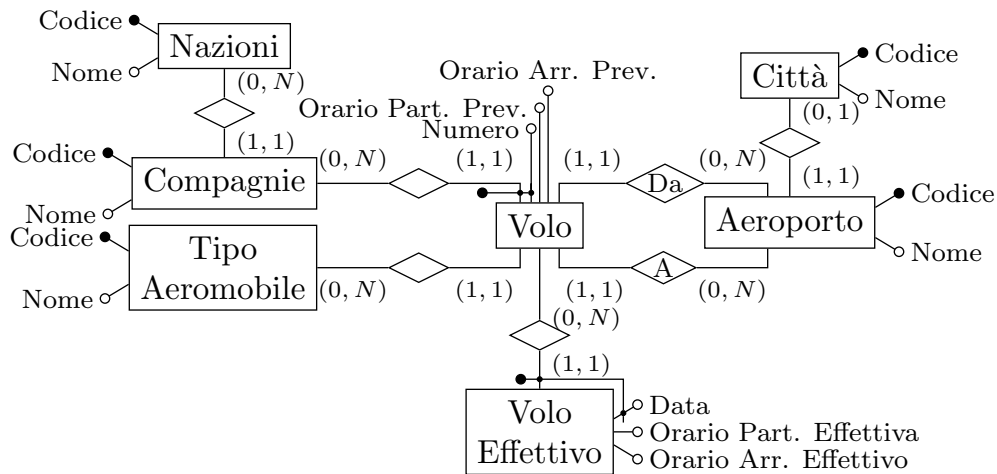 Codice
Nazioni
Nome
(0, N)
(1, 1)
Codice
Compagnie
Nome
(0, N)
(1, 1)
Codice
Tipo
Aeromobile
Nome
(0, N)
(1, 1)
Orario Arr. Prev.
Orario Part. Prev.
Numero
Volo
(1, 1)
Da
(0, N)
(1, 1)
A
(0, N)
Città
Codice
Nome
(0, 1)
(1, 1)
Aeroporto
Codice
Nome
(0, N)
(1, 1)
Volo
Effettivo
Data
Orario Part. Effettiva
Orario Arr. Effettivo